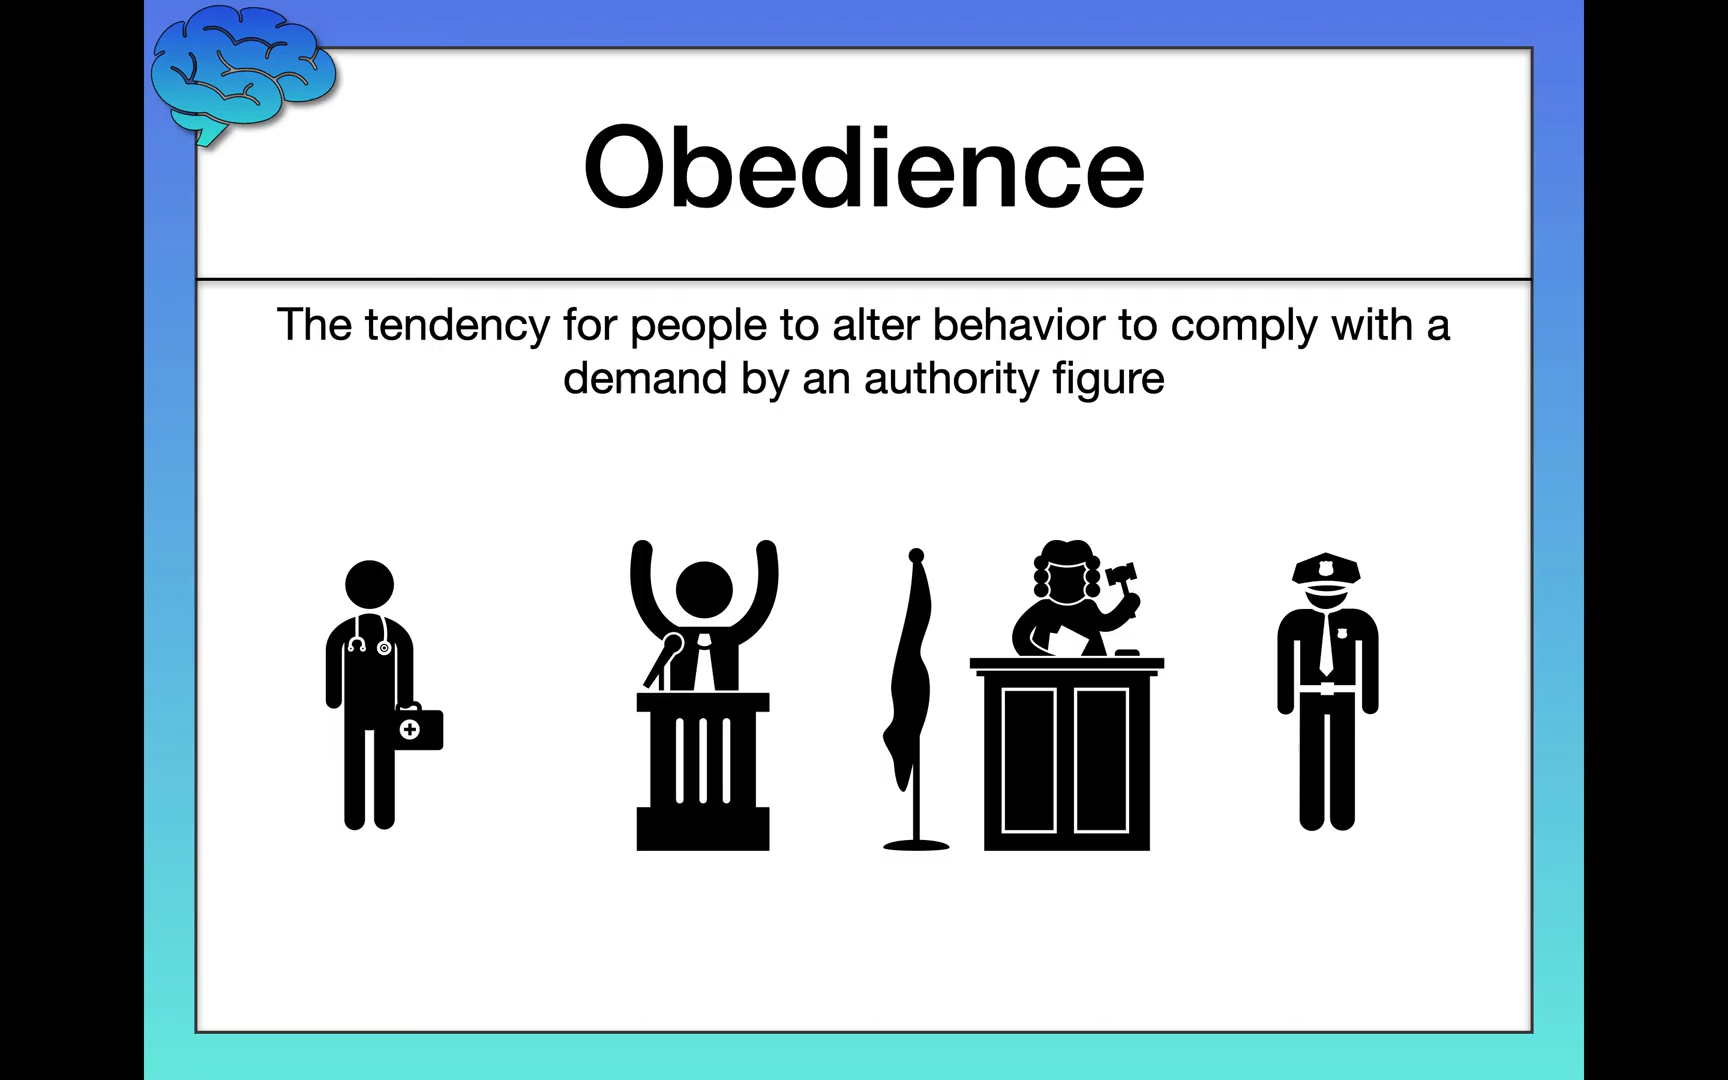 Obedience
The tendency for people to alter behavior to comply with a
demand by an authority figure